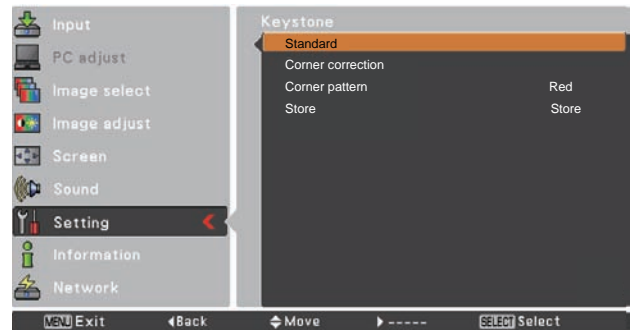 Input
PC adjust
Image select
Image adjust
Screen
Sound
Setting
Information
Network
Keystone
Standard
Corner correction
Corner pattern Red
Store Store
MENU Exit ◀Back Move ▶ ----- SELECT Select